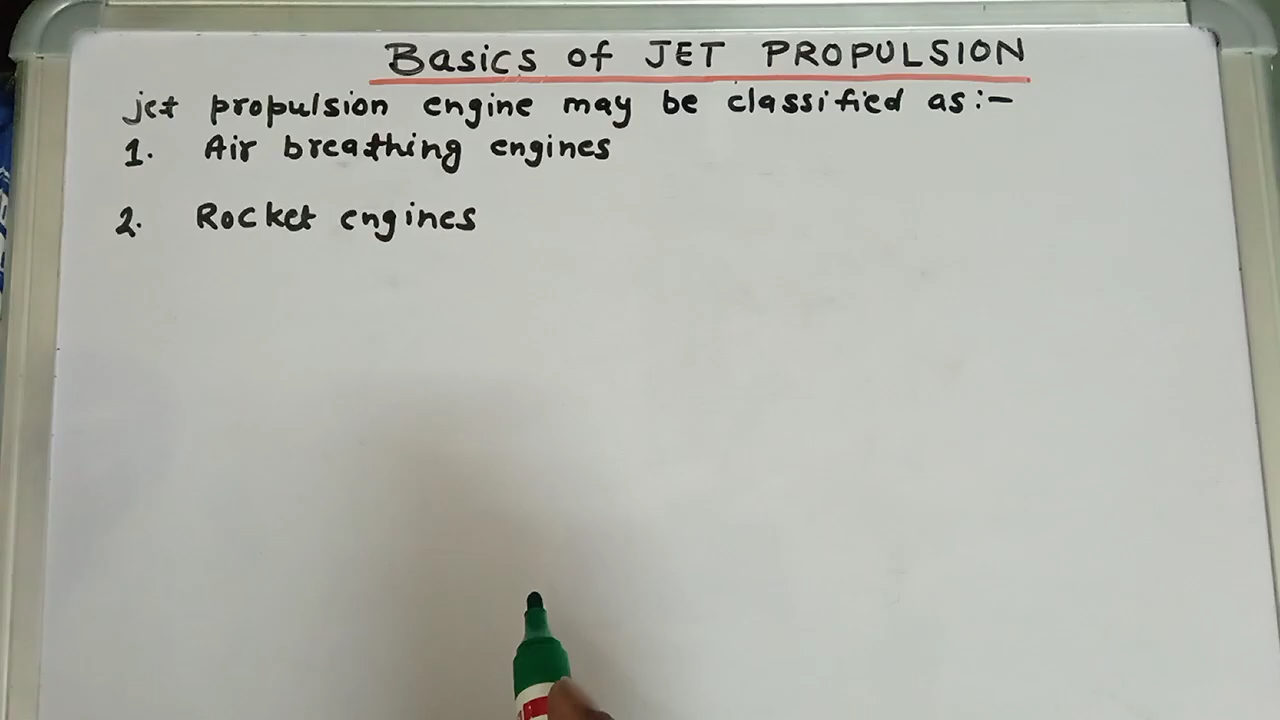 Basics of JET PROPULSION
jet propulsion engine may be classified as:-
1. Air breathing engines
2. Rocket engines